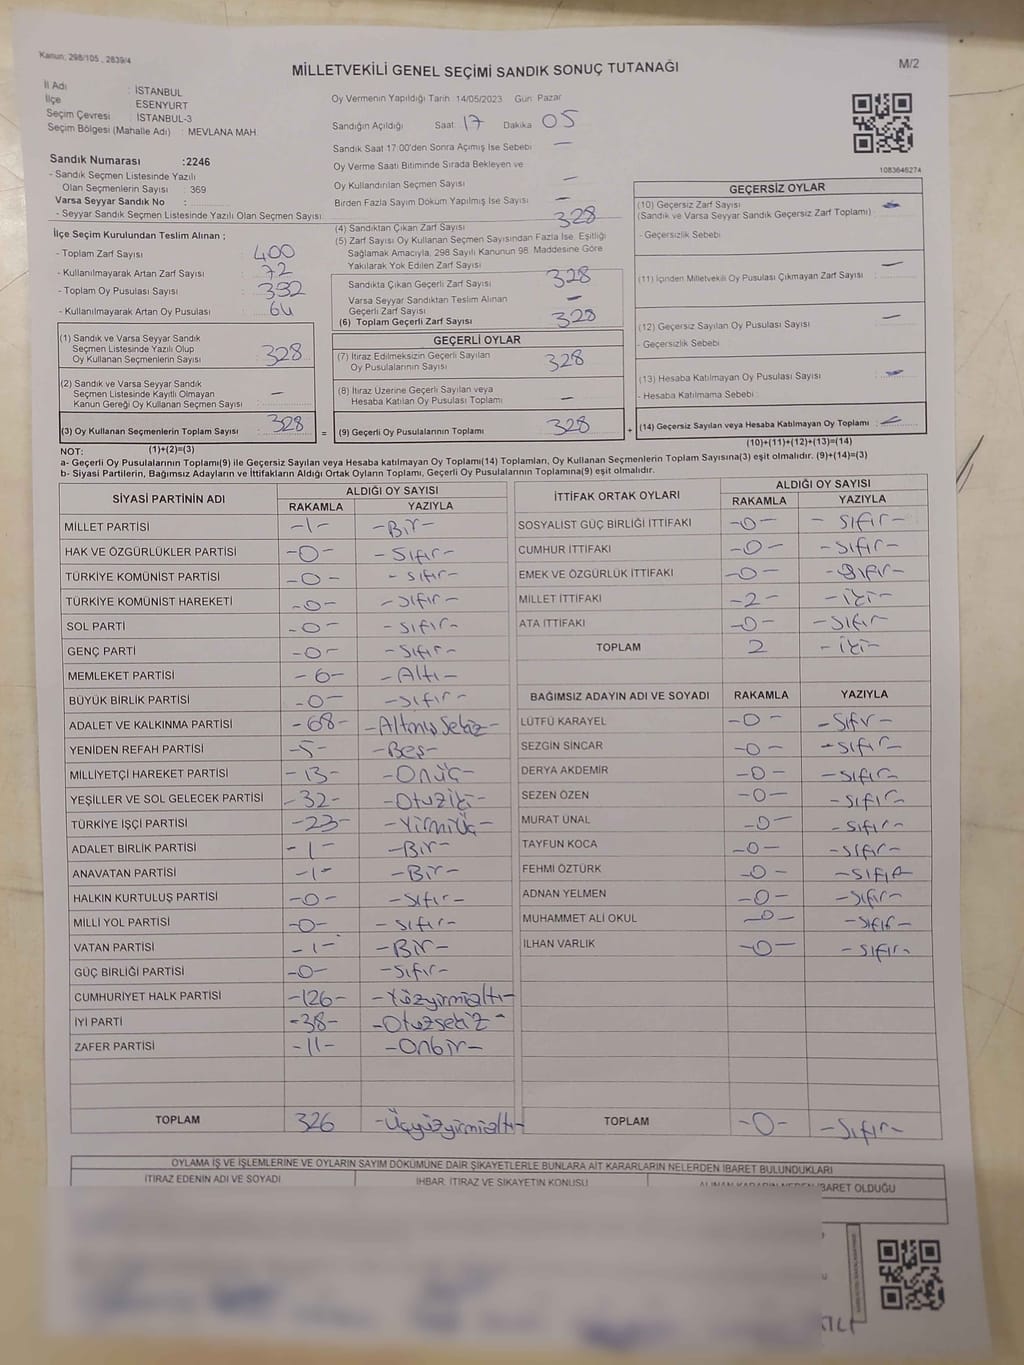 Kanun; 298/105 , 2839/4
MİLLETVEKİLİ GENEL SEÇİMİ SANDIK SONUÇ TUTANAĞI
M/2
İl Adı : İSTANBUL
İlçe : ESENYURT
Seçim Çevresi : İSTANBUL-3
Seçim Bölgesi (Mahalle Adı) : MEVLANA MAH.
Sandık Numarası :2246
- Sandık Seçmen Listesinde Yazılı
Olan Seçmenlerin Sayısı : 369
Varsa Seyyar Sandık No :
- Seyyar Sandık Seçmen Listesinde Yazılı Olan Seçmen Sayısı
İlçe Seçim Kurulundan Teslim Alınan ;
- Toplam Zarf Sayısı : 400
- Kullanılmayarak Artan Zarf Sayısı : 72
- Toplam Oy Pusulası Sayısı : 392
- Kullanılmayarak Artan Oy Pusulası : 64
Oy Vermenin Yapıldığı Tarih 14/05/2023 Gün Pazar
Sandığın Açıldığı Saat 17 Dakika 05
Sandık Saat 17:00'den Sonra Açımış İse Sebebi —
Oy Verme Saati Bitiminde Sırada Bekleyen ve
Oy Kullandırılan Seçmen Sayısı —
Birden Fazla Sayım Döküm Yapılmış İse Sayısı —
(4) Sandıktan Çıkan Zarf Sayısı 328
(5) Zarf Sayısı Oy Kullanan Seçmen Sayısından Fazla İse, Eşitliği
Sağlamak Amacıyla, 298 Sayılı Kanunun 98. Maddesine Göre
Yakılarak Yok Edilen Zarf Sayısı
Sandıkta Çıkan Geçerli Zarf Sayısı 328
Varsa Seyyar Sandıktan Teslim Alınan
Geçerli Zarf Sayısı —
(6) Toplam Geçerli Zarf Sayısı 328
1083646274
GEÇERSİZ OYLAR
(10) Geçersiz Zarf Sayısı —
(Sandık ve Varsa Seyyar Sandık Geçersiz Zarf Toplamı)
- Geçersizlik Sebebi
(11) İçinden Milletvekili Oy Pusulası Çıkmayan Zarf Sayısı —
(12) Geçersiz Sayılan Oy Pusulası Sayısı —
- Geçersizlik Sebebi
(13) Hesaba Katılmayan Oy Pusulası Sayısı —
- Hesaba Katılmama Sebebi
(14) Geçersiz Sayılan veya Hesaba Katılmayan Oy Toplamı —
(10)+(11)+(12)+(13)=(14)
(1) Sandık ve Varsa Seyyar Sandık
Seçmen Listesinde Yazılı Olup
Oy Kullanan Seçmenlerin Sayısı : 328
(2) Sandık ve Varsa Seyyar Sandık
Seçmen Listesinde Kayıtlı Olmayan
Kanun Gereği Oy Kullanan Seçmen Sayısı : —
(3) Oy Kullanan Seçmenlerin Toplam Sayısı : 328
(1)+(2)=(3)
GEÇERLİ OYLAR
(7) İtiraz Edilmeksizin Geçerli Sayılan
Oy Pusulalarının Sayısı 328
(8) İtiraz Üzerine Geçerli Sayılan veya
Hesaba Katılan Oy Pusulası Toplamı —
= (9) Geçerli Oy Pusulalarının Toplamı 328 +
NOT:
a- Geçerli Oy Pusulalarının Toplamı(9) ile Geçersiz Sayılan veya Hesaba katılmayan Oy Toplamı(14) Toplamları, Oy Kullanan Seçmenlerin Toplam Sayısına(3) eşit olmalıdır. (9)+(14)=(3)
b- Siyasi Partilerin, Bağımsız Adayların ve İttifakların Aldığı Ortak Oyların Toplamı, Geçerli Oy Pusulalarının Toplamına(9) eşit olmalıdır.
SİYASİ PARTİNİN ADI ALDIĞI OY SAYISI
RAKAMLA YAZIYLA
MİLLET PARTİSİ -1- -Bir-
HAK VE ÖZGÜRLÜKLER PARTİSİ -0- -Sıfır-
TÜRKİYE KOMÜNİST PARTİSİ -0- -Sıfır-
TÜRKİYE KOMÜNİST HAREKETİ -0- -Sıfır-
SOL PARTİ -0- -Sıfır-
GENÇ PARTİ -0- -Sıfır-
MEMLEKET PARTİSİ -6- -Altı-
BÜYÜK BİRLİK PARTİSİ -0- -Sıfır-
ADALET VE KALKINMA PARTİSİ -68- -Altmış Sekiz-
YENİDEN REFAH PARTİSİ -5- -Beş-
MİLLİYETÇİ HAREKET PARTİSİ -13- -Onüç-
YEŞİLLER VE SOL GELECEK PARTİSİ -32- -Otuziki-
TÜRKİYE İŞÇİ PARTİSİ -23- -Yirmiüç-
ADALET BİRLİK PARTİSİ -1- -Bir-
ANAVATAN PARTİSİ -1- -Bir-
HALKIN KURTULUŞ PARTİSİ -0- -Sıfır-
MİLLİ YOL PARTİSİ -0- -Sıfır-
VATAN PARTİSİ -1- -Bir-
GÜÇ BİRLİĞİ PARTİSİ -0- -Sıfır-
CUMHURİYET HALK PARTİSİ -126- -Yüzyirmialtı-
İYİ PARTİ -38- -Otuzsekiz-
ZAFER PARTİSİ -11- -Onbir-
TOPLAM 326 -Üçyüzyirmialtı-
İTTİFAK ORTAK OYLARI ALDIĞI OY SAYISI
RAKAMLA YAZIYLA
SOSYALİST GÜÇ BİRLİĞİ İTTİFAKI -0- -Sıfır-
CUMHUR İTTİFAKI -0- -Sıfır-
EMEK VE ÖZGÜRLÜK İTTİFAKI -0- -Sıfır-
MİLLET İTTİFAKI -2- -iki-
ATA İTTİFAKI -0- -Sıfır-
TOPLAM 2 -iki-
BAĞIMSIZ ADAYIN ADI VE SOYADI RAKAMLA YAZIYLA
LÜTFÜ KARAYEL -0- -Sıfır-
SEZGİN SİNCAR -0- -Sıfır-
DERYA AKDEMİR -0- -Sıfır-
SEZEN ÖZEN -0- -Sıfır-
MURAT ÜNAL -0- -Sıfır-
TAYFUN KOCA -0- -Sıfır-
FEHMİ ÖZTÜRK -0- -Sıfır-
ADNAN YELMEN -0- -Sıfır-
MUHAMMET ALİ OKUL -0- -Sıfır-
İLHAN VARLIK -0- -Sıfır-
TOPLAM -0- -Sıfır-
OYLAMA İŞ VE İŞLEMLERİNE VE OYLARIN SAYIM DÖKÜMÜNE DAİR ŞİKAYETLERLE BUNLARA AİT KARARLARIN NELERDEN İBARET BULUNDUKLARI
İTİRAZ EDENİN ADI VE SOYADI İHBAR, İTİRAZ VE ŞİKAYETİN KONUSU ALINAN KARARIN NEDEN İBARET OLDUĞU